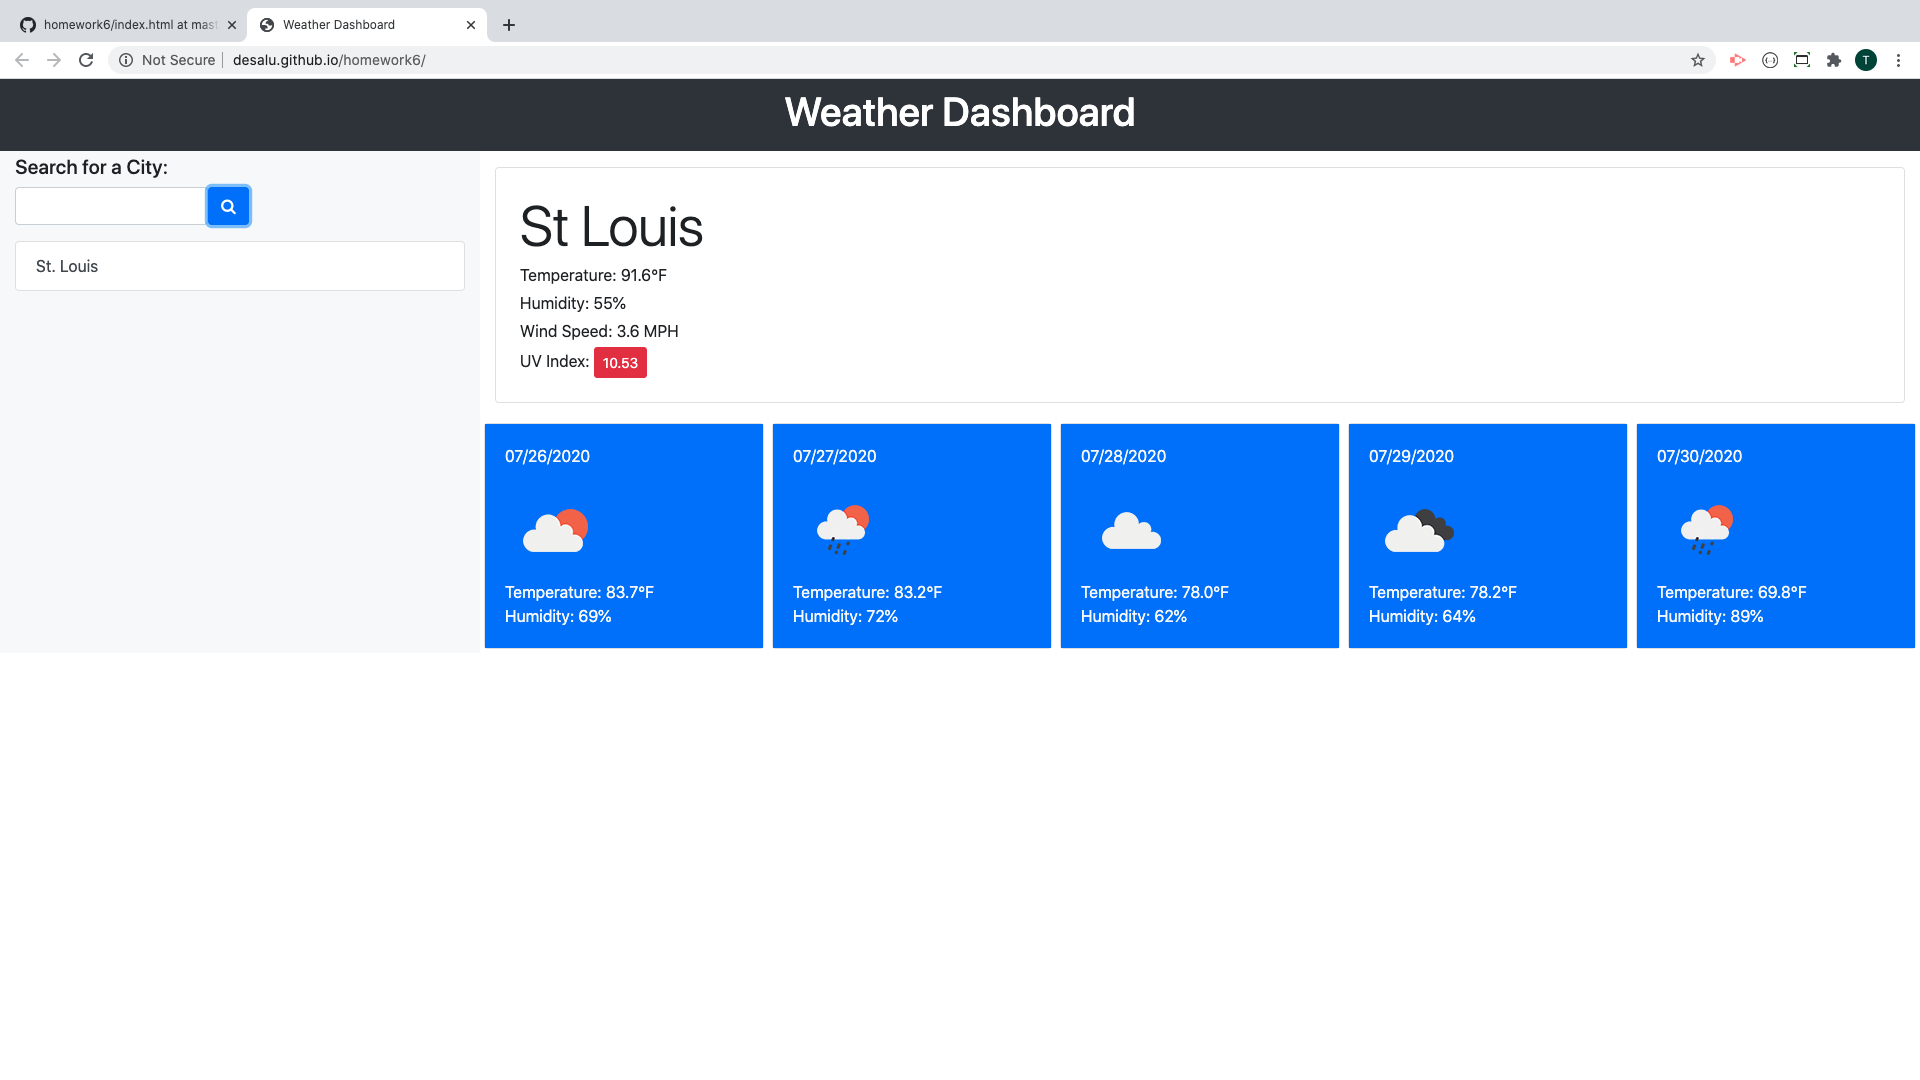 homework6/index.html at mast
Weather Dashboard
Not Secure
desalu.github.io/homework6/
T
Weather Dashboard
Search for a City:
St. Louis
St Louis
Temperature: 91.6°F
Humidity: 55%
Wind Speed: 3.6 MPH
UV Index: 10.53
07/26/2020
Temperature: 83.7°F
Humidity: 69%
07/27/2020
Temperature: 83.2°F
Humidity: 72%
07/28/2020
Temperature: 78.0°F
Humidity: 62%
07/29/2020
Temperature: 78.2°F
Humidity: 64%
07/30/2020
Temperature: 69.8°F
Humidity: 89%